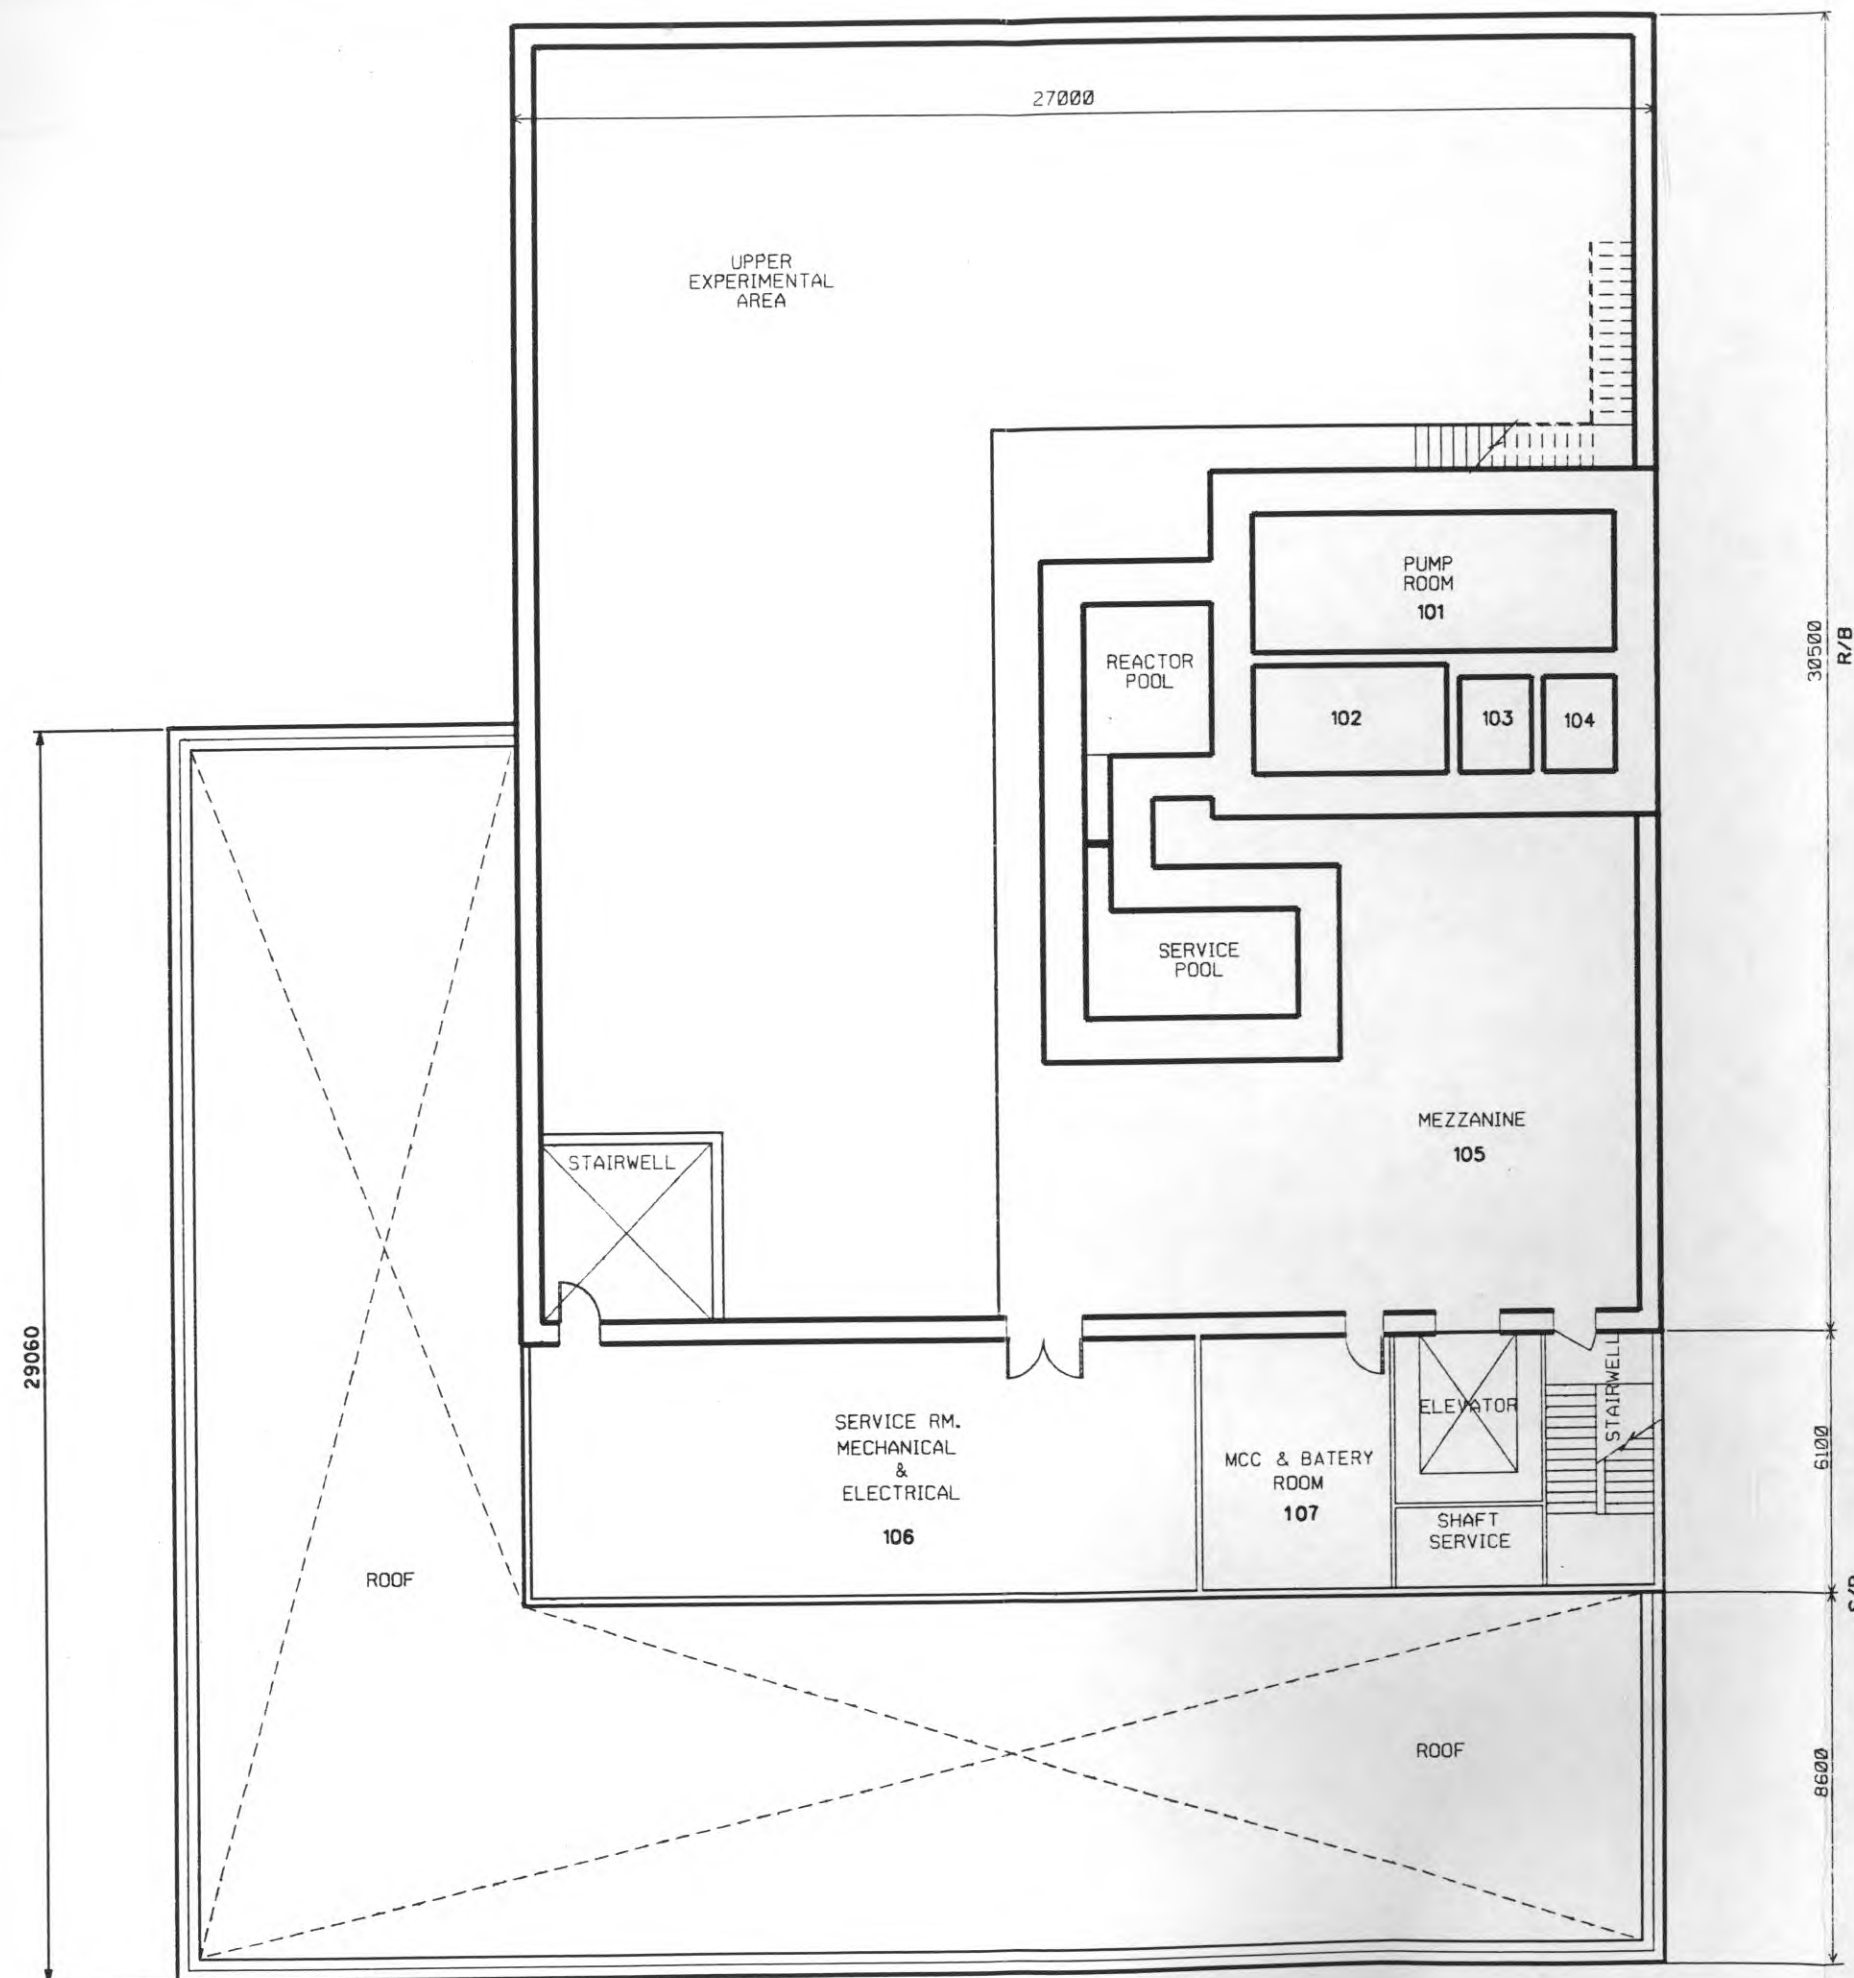 27000
UPPER
EXPERIMENTAL
AREA
PUMP
ROOM
101
30500
R/B
REACTOR
POOL
102
103
104
SERVICE
POOL
MEZZANINE
105
STAIRWELL
29060
SERVICE RM.
MECHANICAL
&
ELECTRICAL
106
MCC & BATERY
ROOM
107
ELEVATOR
STAIRWELL
SHAFT
SERVICE
6100
ROOF
ROOF
8600